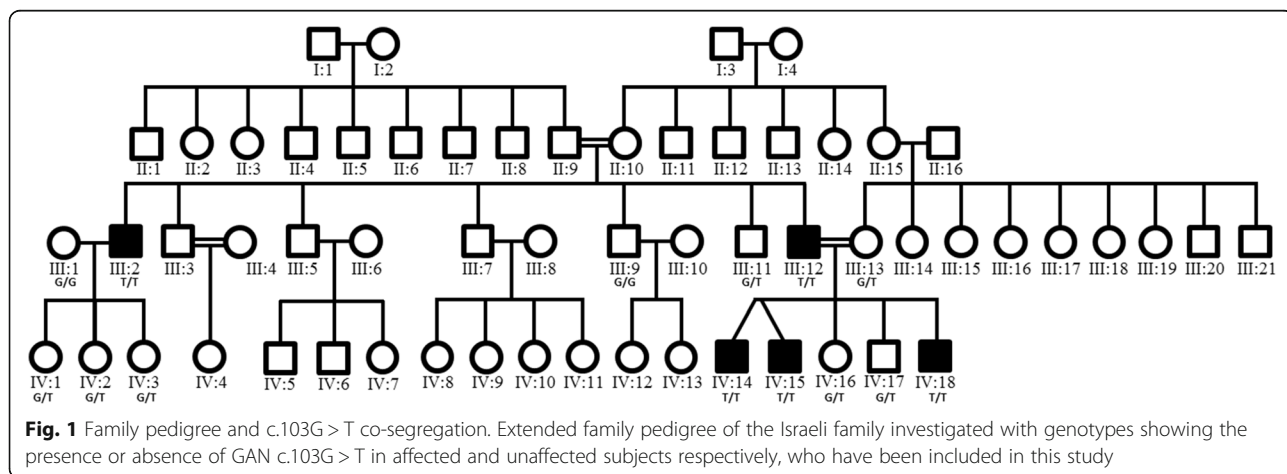 I:1 I:2 I:3 I:4
II:1 II:2 II:3 II:4 II:5 II:6 II:7 II:8 II:9 II:10 II:11 II:12 II:13 II:14 II:15 II:16
III:1 III:2 III:3 III:4 III:5 III:6 III:7 III:8 III:9 III:10 III:11 III:12 III:13 III:14 III:15 III:16 III:17 III:18 III:19 III:20 III:21
G/G T/T G/G G/T T/T G/T
IV:1 IV:2 IV:3 IV:4 IV:5 IV:6 IV:7 IV:8 IV:9 IV:10 IV:11 IV:12 IV:13 IV:14 IV:15 IV:16 IV:17 IV:18
G/T G/T G/T T/T T/T G/T G/T T/T
Fig. 1 Family pedigree and c.103G > T co-segregation. Extended family pedigree of the Israeli family investigated with genotypes showing the
presence or absence of GAN c.103G > T in affected and unaffected subjects respectively, who have been included in this study